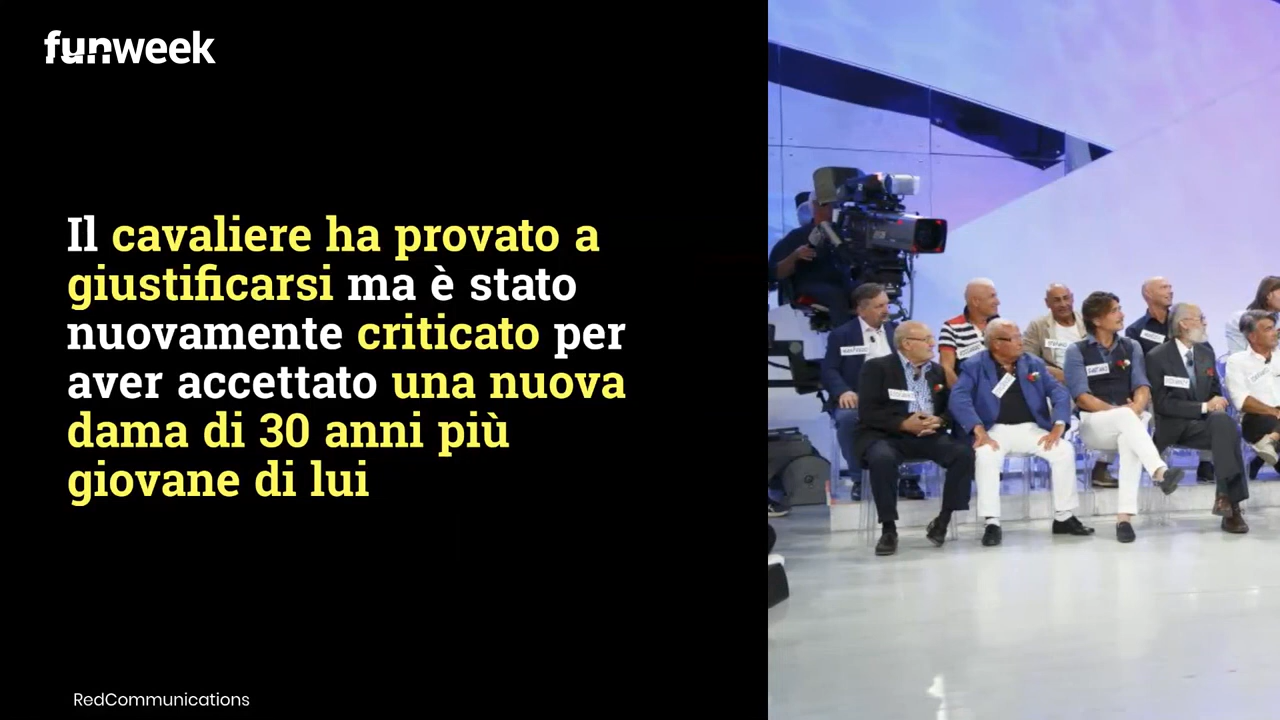 funweek
Il cavaliere ha provato a
giustificarsi ma è stato
nuovamente criticato per
aver accettato una nuova
dama di 30 anni più
giovane di lui
RedCommunications